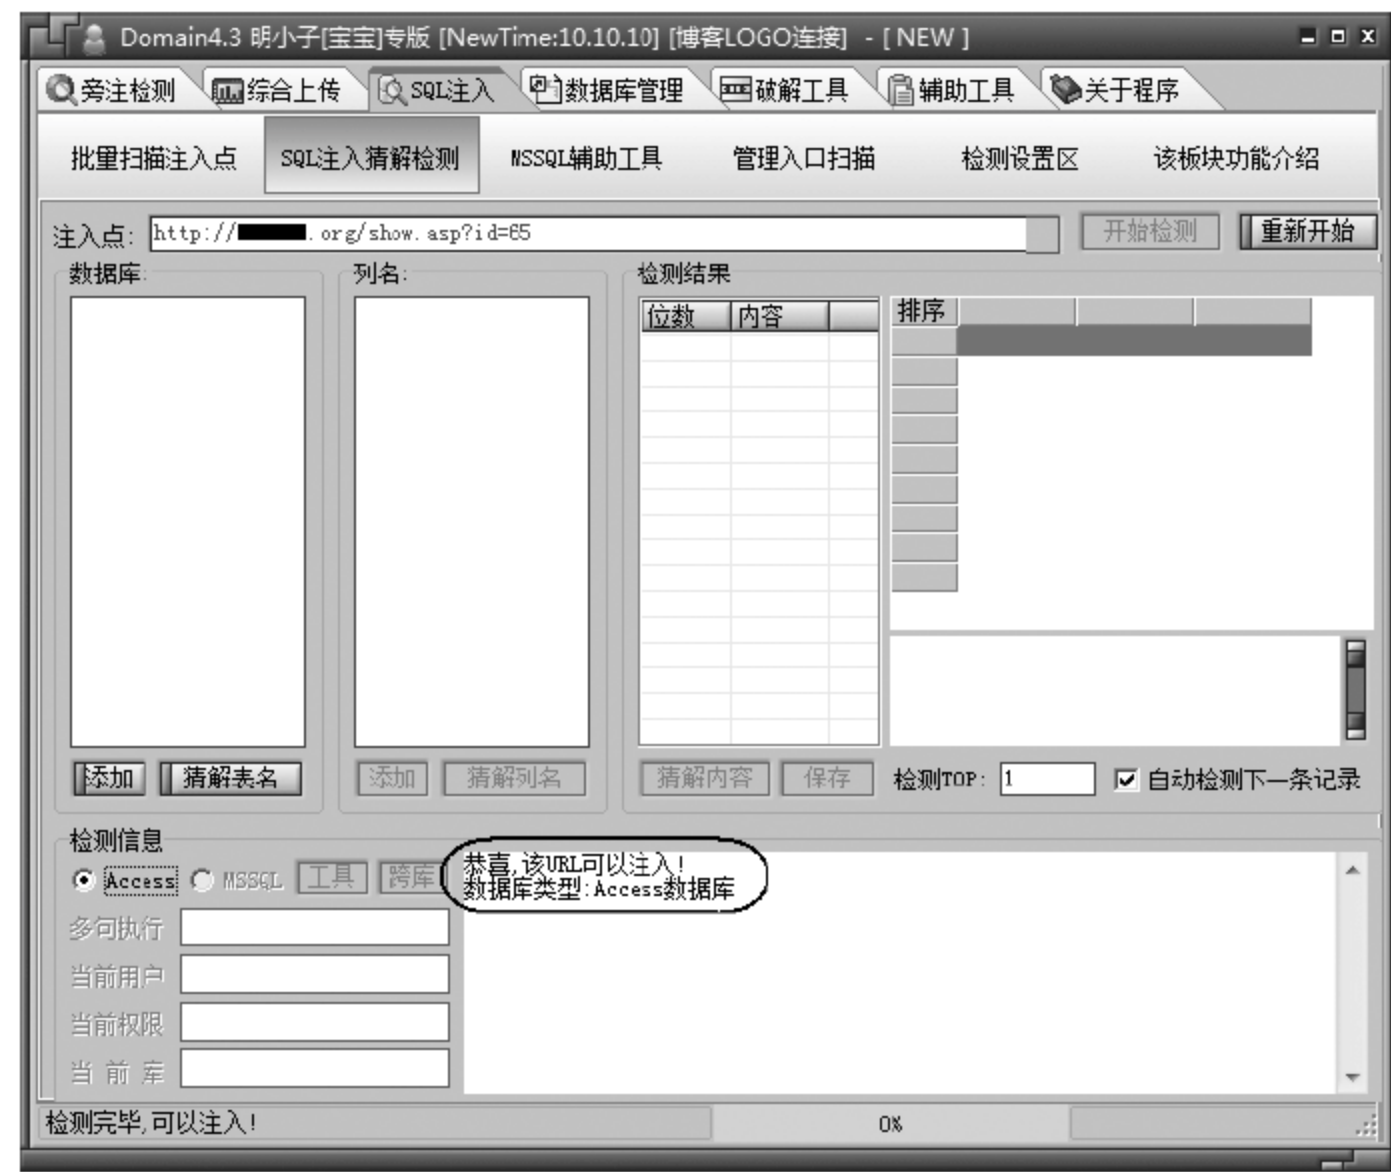 Domain4.3 明小子[宝宝]专版 [NewTime:10.10.10] [博客LOGO连接] - [ NEW ]
旁注检测 综合上传 SQL注入 数据库管理 破解工具 辅助工具 关于程序
批量扫描注入点 SQL注入猜解检测 MSSQL辅助工具 管理入口扫描 检测设置区 该板块功能介绍
注入点: http://.org/show.asp?id=65 开始检测 重新开始
数据库: 列名: 检测结果
位数 内容 排序
添加 猜解表名 添加 猜解列名 猜解内容 保存 检测TOP: 1 自动检测下一条记录
检测信息
Access MSSQL 工具 跨库
恭喜,该URL可以注入!
数据库类型:Access数据库
多句执行
当前用户
当前权限
当 前 库
检测完毕,可以注入! 0%